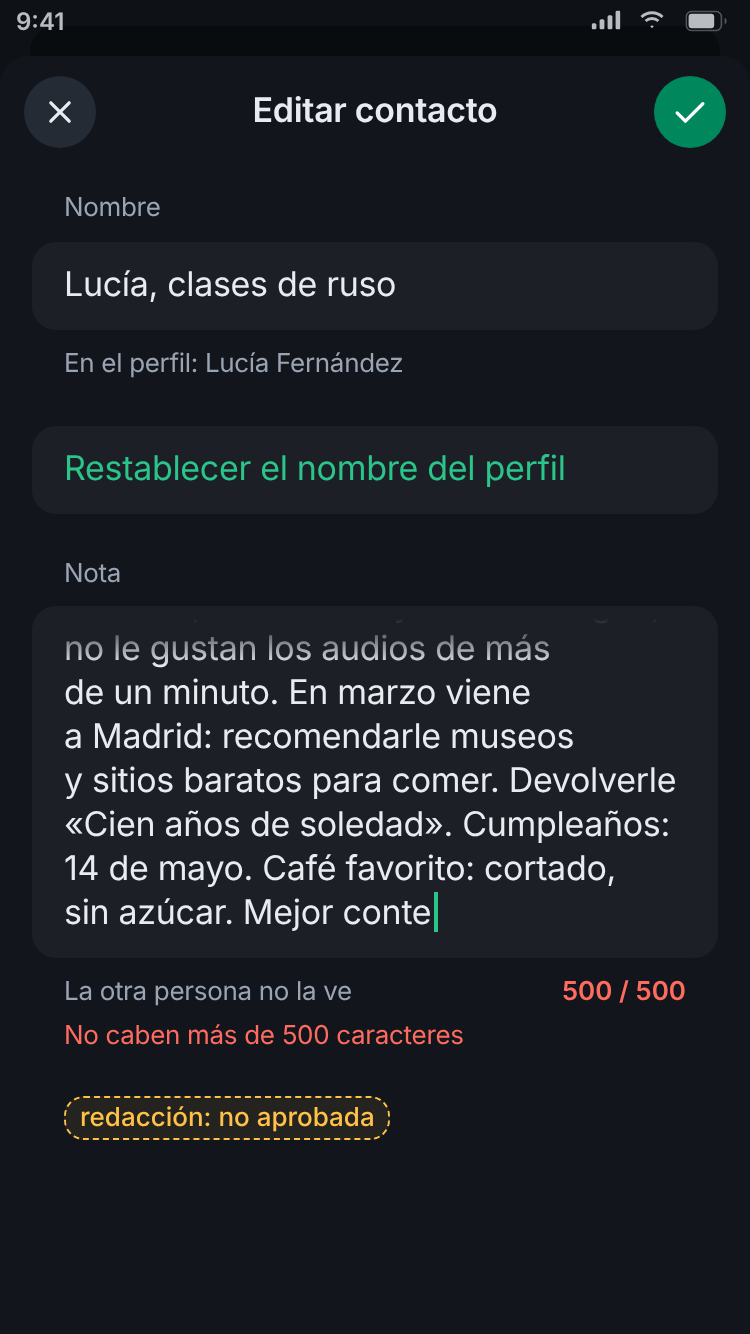 9:41
Editar contacto
Nombre
Lucía, clases de ruso
En el perfil: Lucía Fernández
Restablecer el nombre del perfil
Nota
no le gustan los audios de más
de un minuto. En marzo viene
a Madrid: recomendarle museos
y sitios baratos para comer. Devolverle
«Cien años de soledad». Cumpleaños:
14 de mayo. Café favorito: cortado,
sin azúcar. Mejor conte
La otra persona no la ve
500 / 500
No caben más de 500 caracteres
redacción: no aprobada